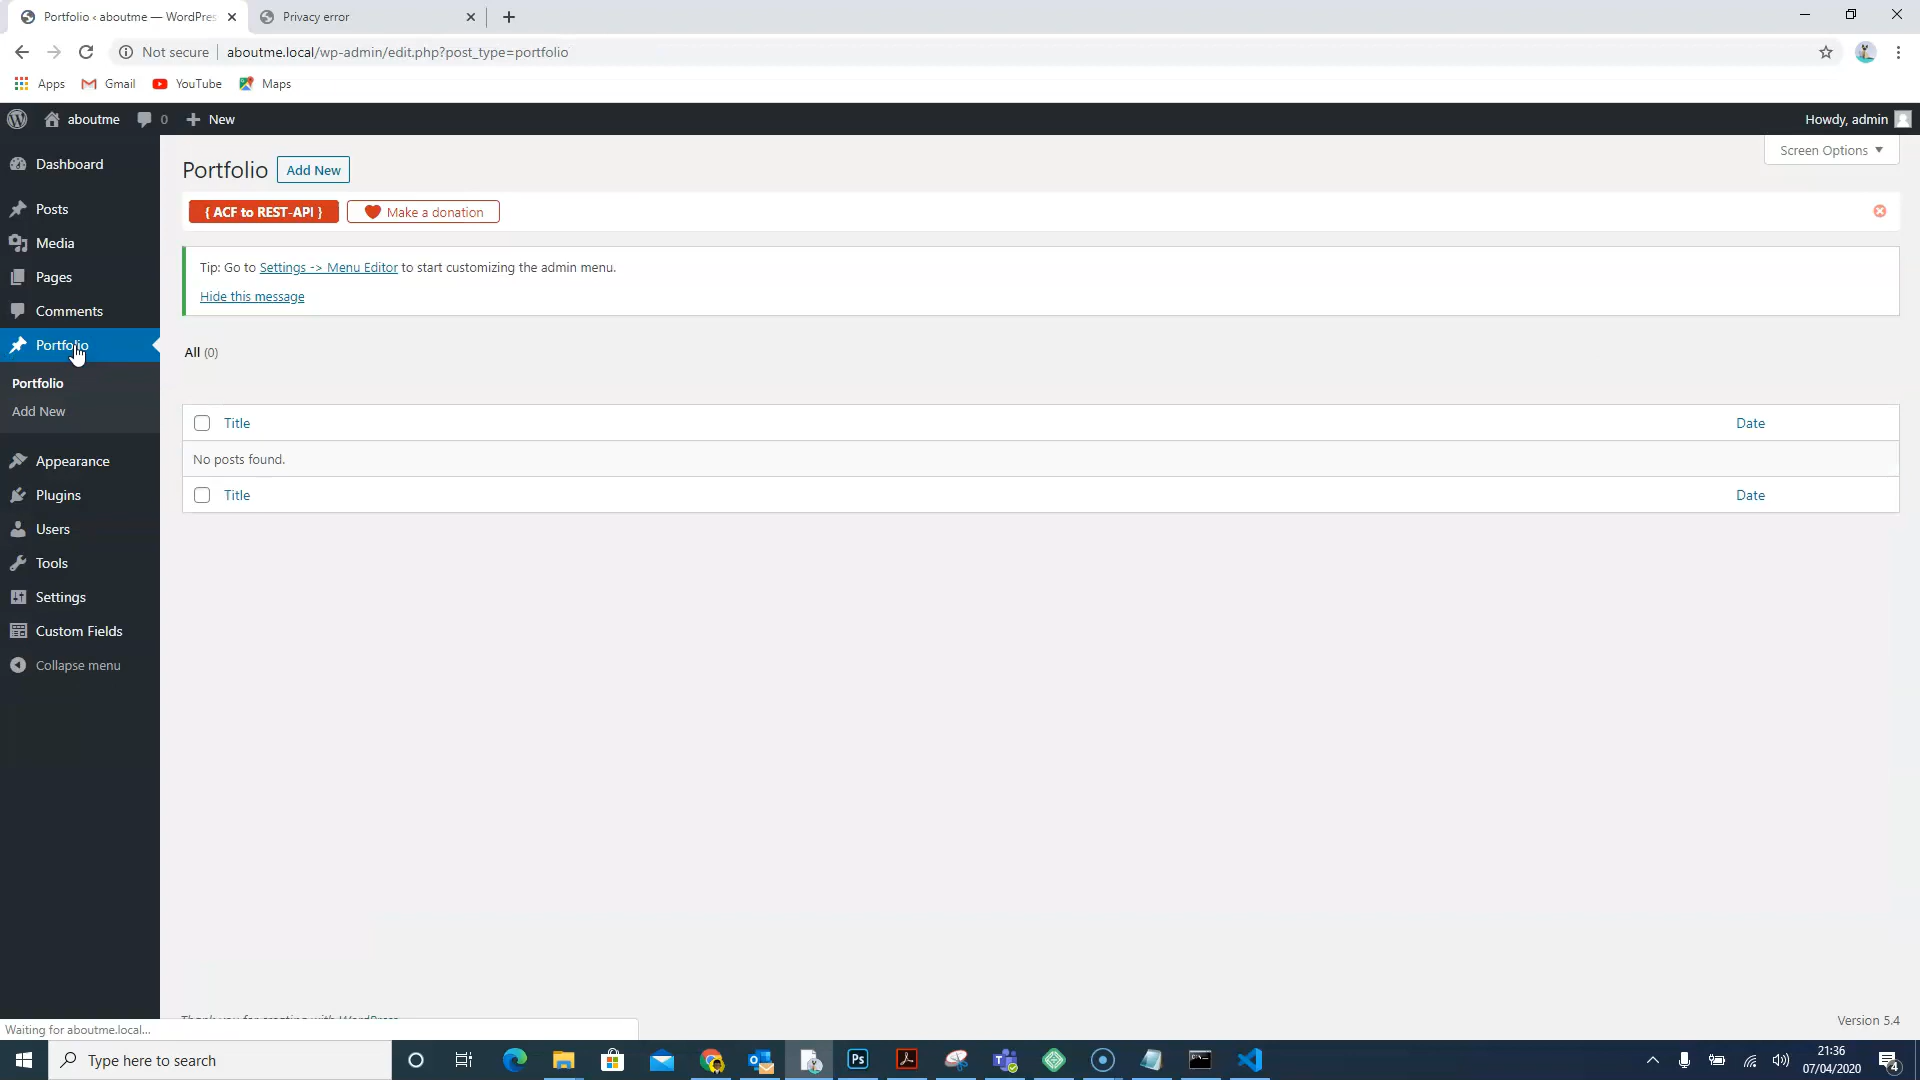 Portfolio ‹ aboutme — WordPres
Privacy error
Not secure
aboutme.local/wp-admin/edit.php?post_type=portfolio
Apps
Gmail
YouTube
Maps
aboutme
0
New
Howdy, admin
Dashboard
Posts
Media
Pages
Comments
Portfolio
Portfolio
Add New
Appearance
Plugins
Users
Tools
Settings
Custom Fields
Collapse menu
Screen Options
Portfolio
Add New
{ ACF to REST-API }
Make a donation
Tip: Go to Settings -> Menu Editor to start customizing the admin menu.
Hide this message
All (0)
Title
Date
No posts found.
Title
Date
Thank you for creating with WordPress
Version 5.4
Waiting for aboutme.local...
Type here to search
Ps
21:36
07/04/2020
4